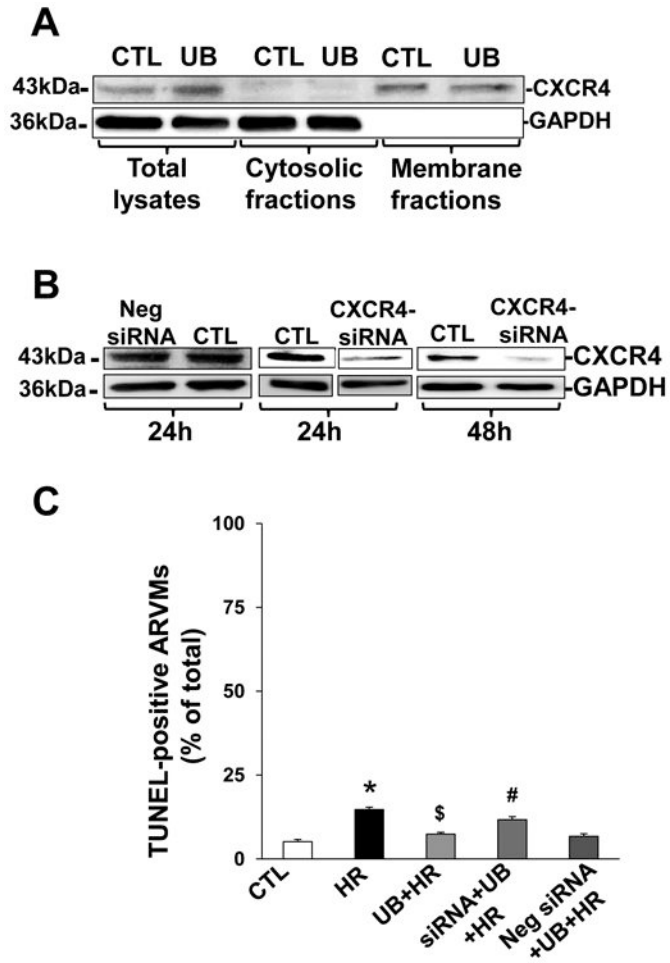 A
CTL UB CTL UB CTL UB
43kDa- -CXCR4
36kDa- -GAPDH
Total Cytosolic Membrane
lysates fractions fractions
B
Neg CXCR4- CXCR4-
siRNA CTL CTL siRNA CTL siRNA
43kDa - -CXCR4
36kDa- -GAPDH
24h 24h 48h
C
TUNEL-positive ARVMs
(% of total)
100
75
50
25
0
* $ #
CTL HR UB+HR siRNA+UB Neg siRNA
+HR +UB+HR